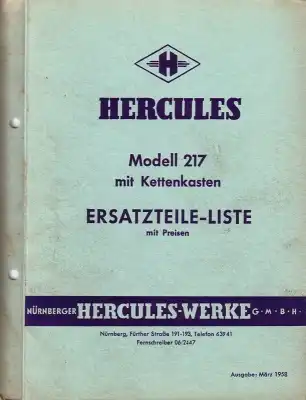 H
HERCULES
Modell 217
mit Kettenkasten
ERSATZTEILE-LISTE
mit Preisen
NÜRNBERGER HERCULES-WERKE G·M·B·H·
Nürnberg, Fürther Straße 191-193, Telefon 63941
Fernschreiber 06/2447
Ausgabe: März 1958